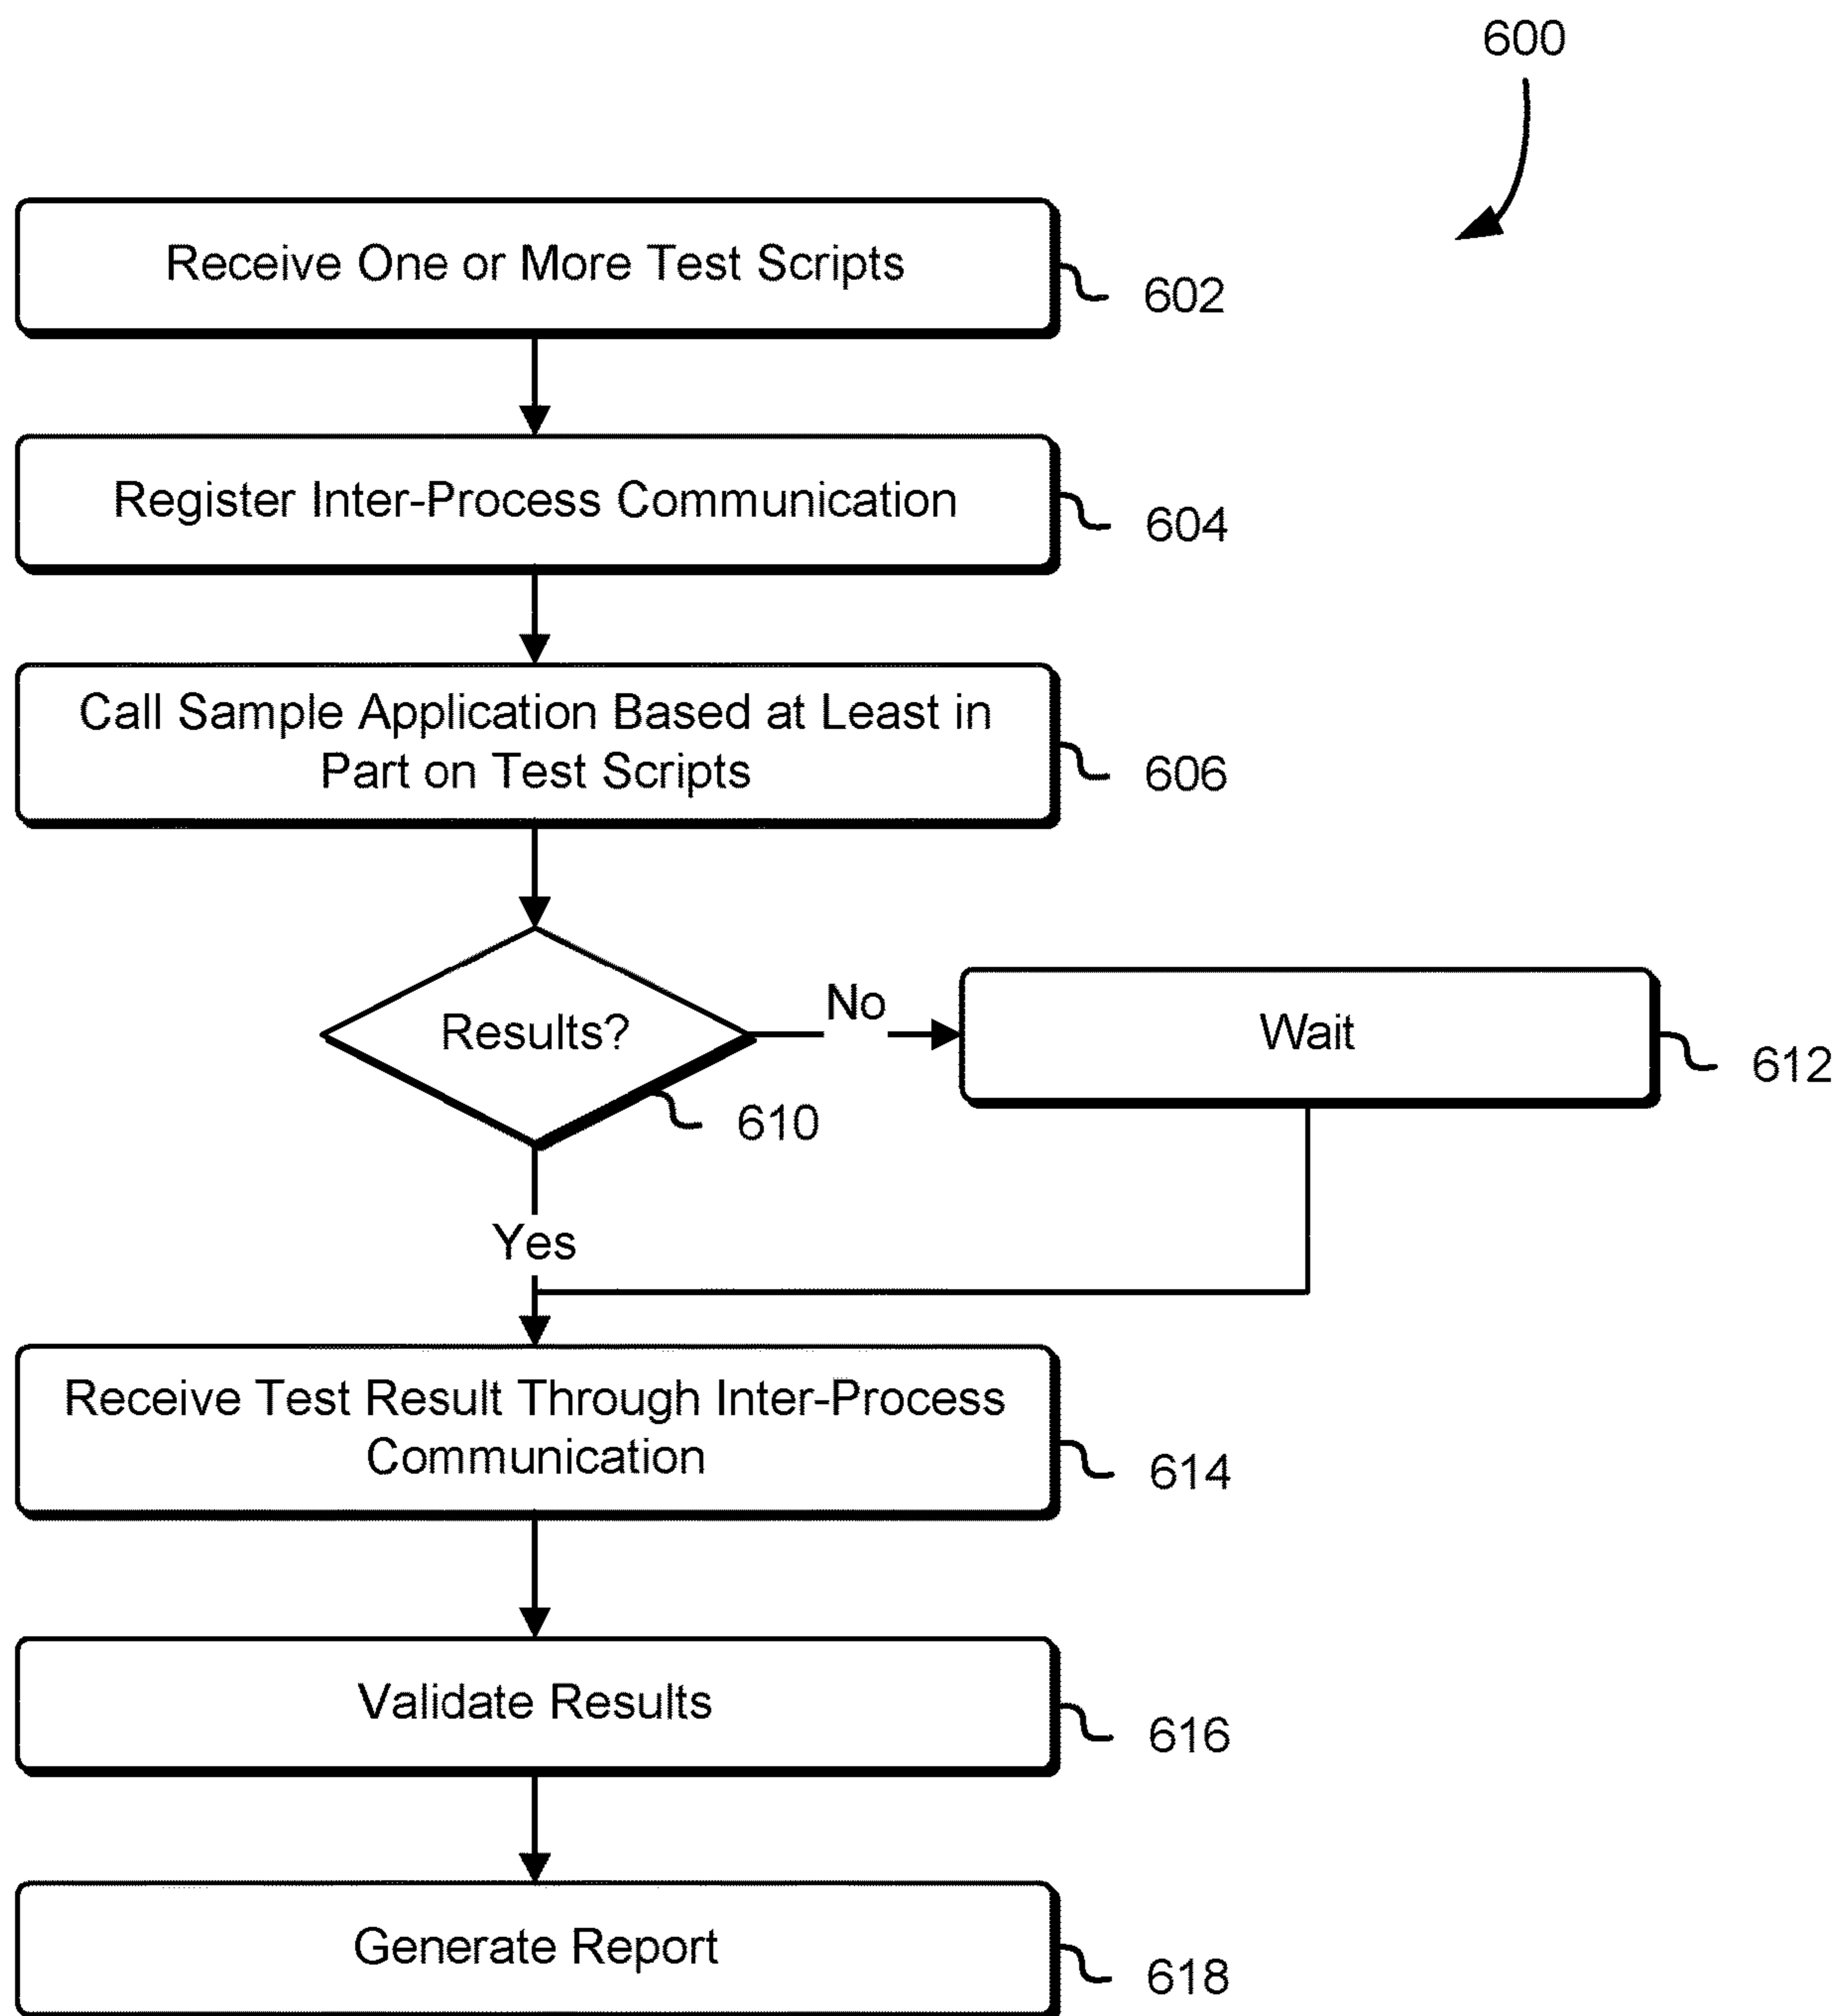 600
Receive One or More Test Scripts
602
Register Inter-Process Communication
604
Call Sample Application Based at Least in
Part on Test Scripts
606
Results?
No
Wait
612
610
Yes
Receive Test Result Through Inter-Process
Communication
614
Validate Results
616
Generate Report
618